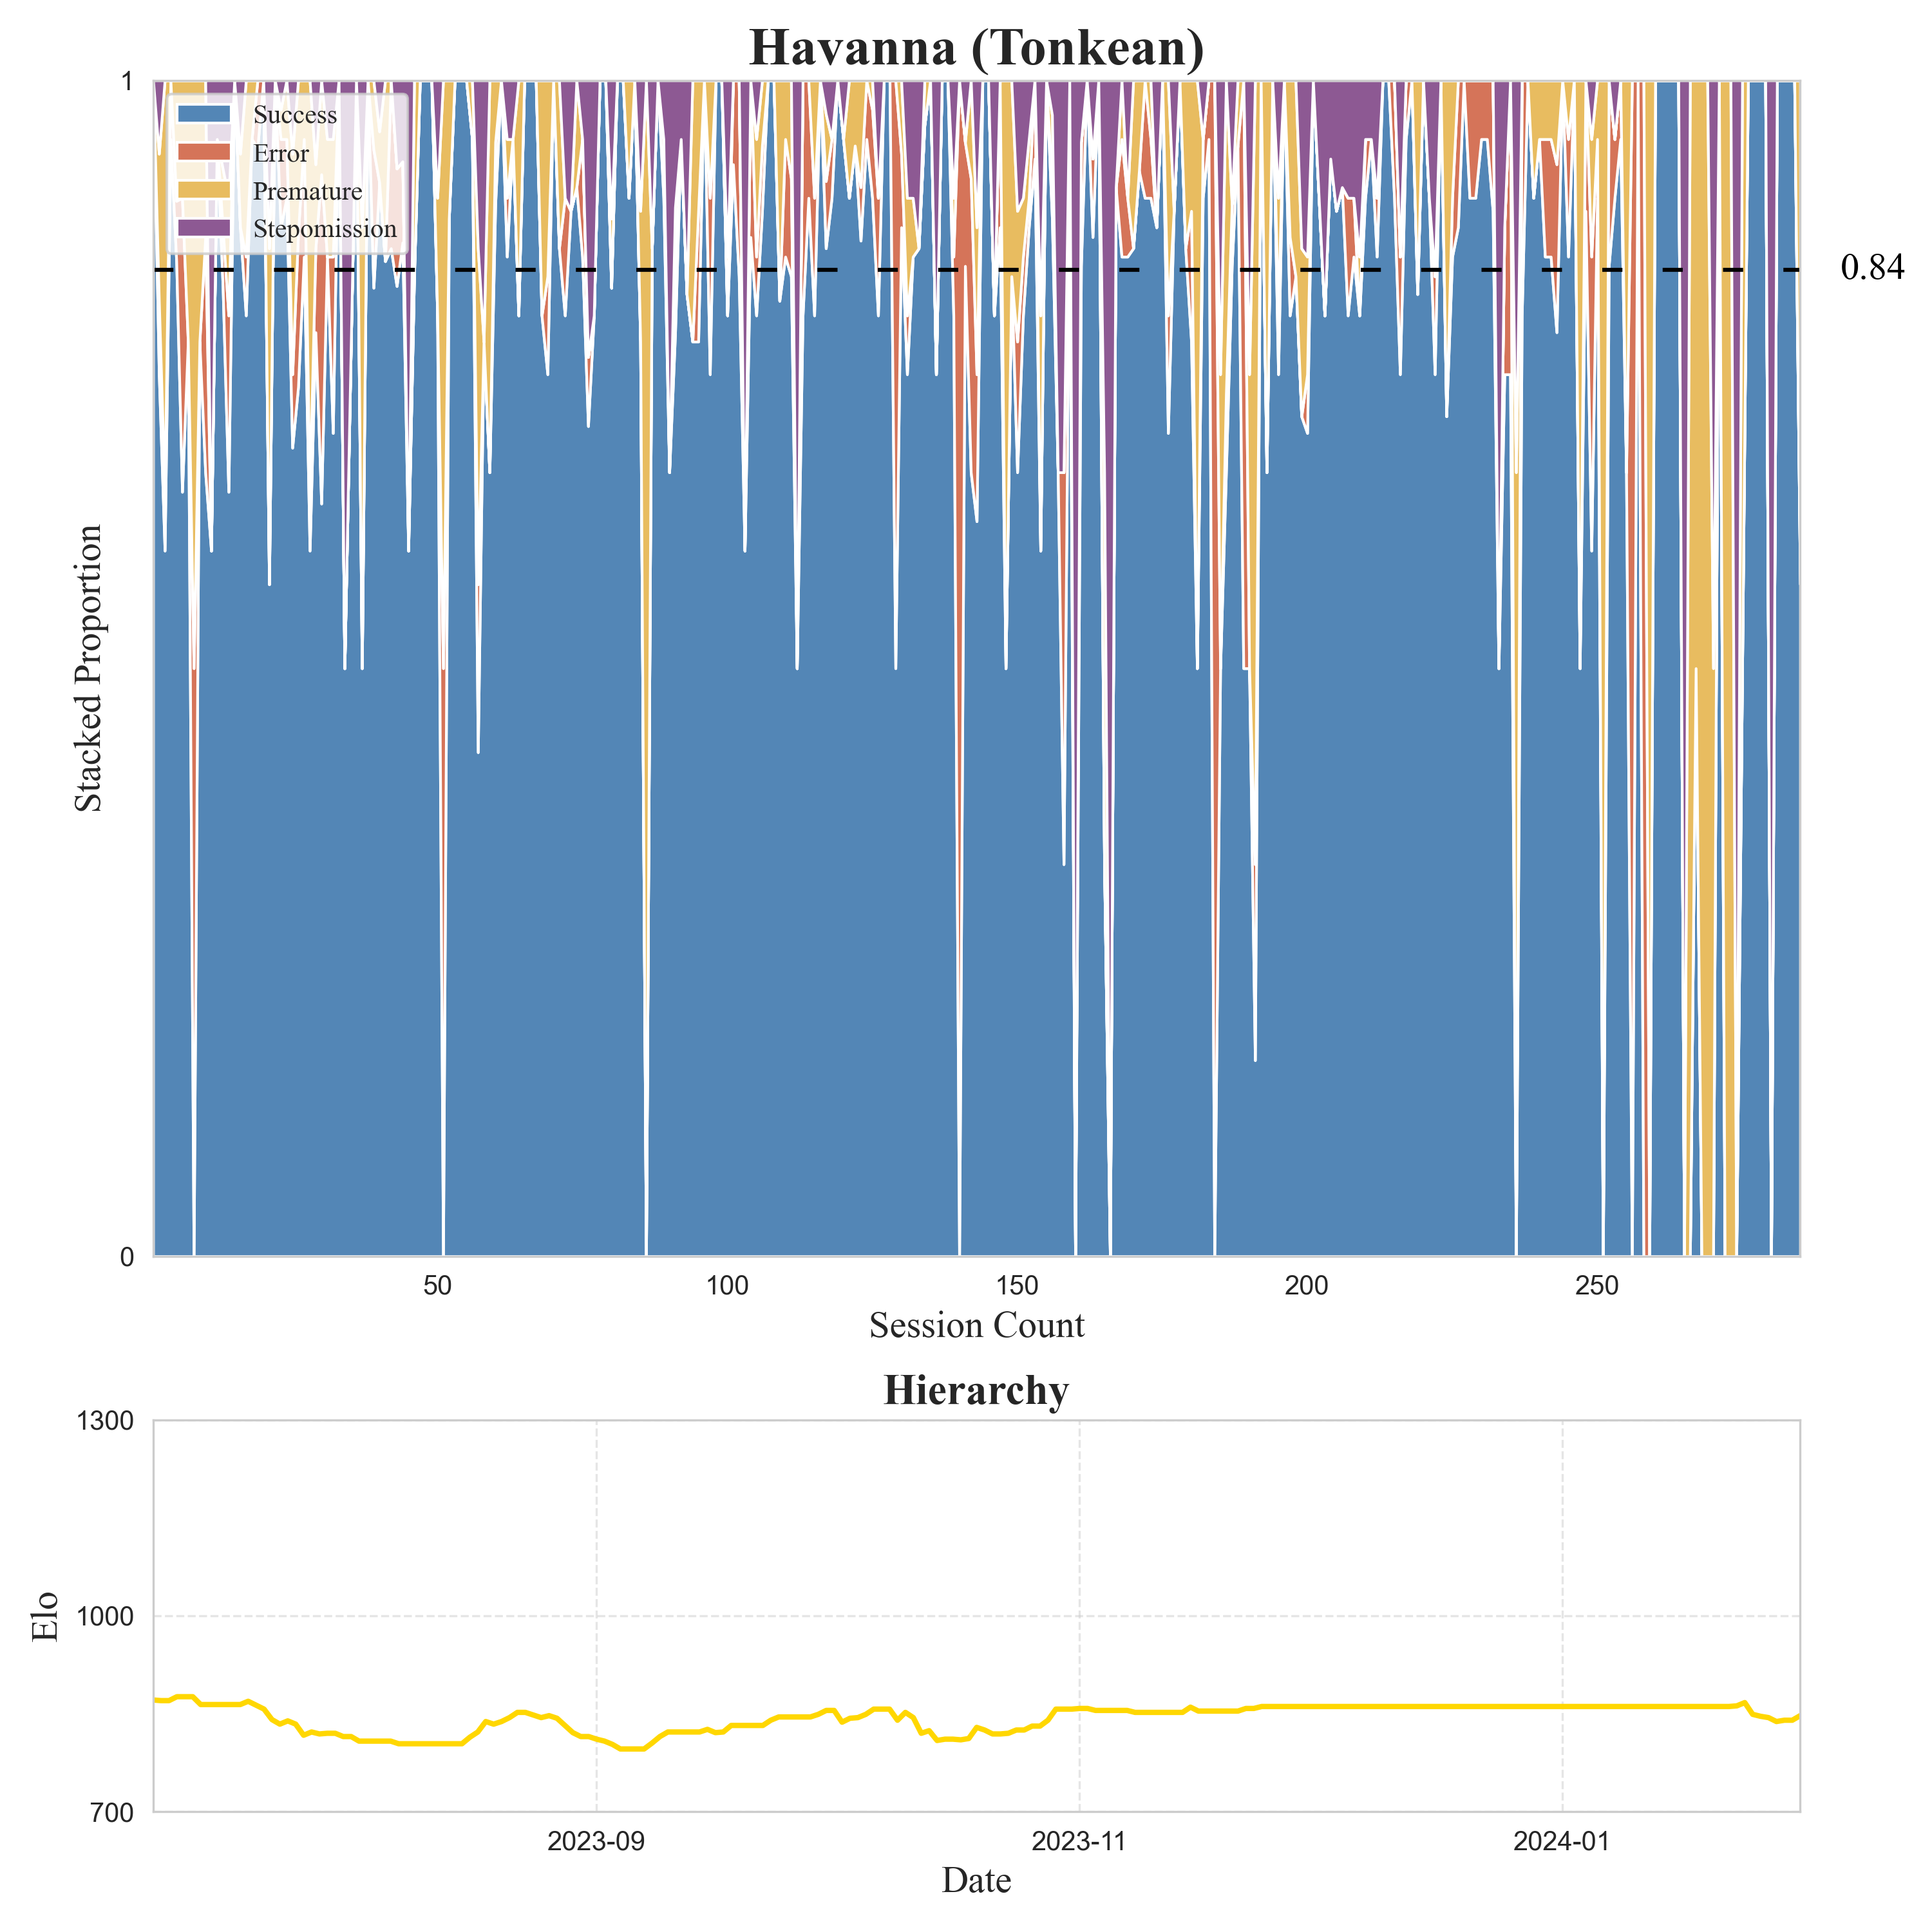 Havanna (Tonkean)
1
Success
Error
Premature
Stepomission
0.84
Stacked Proportion
0
50 100 150 200 250
Session Count
Hierarchy
1300
Elo
1000
700
2023-09 2023-11 2024-01
Date